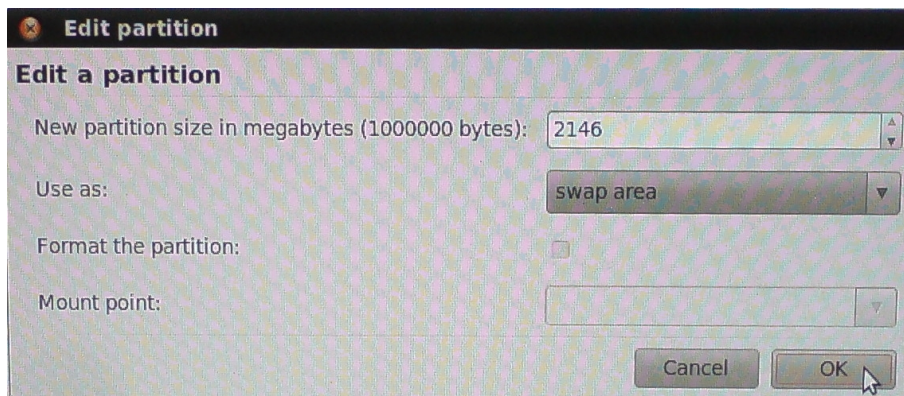 Edit partition
Edit a partition
New partition size in megabytes (1000000 bytes): 2146
Use as: swap area
Format the partition:
Mount point:
Cancel OK